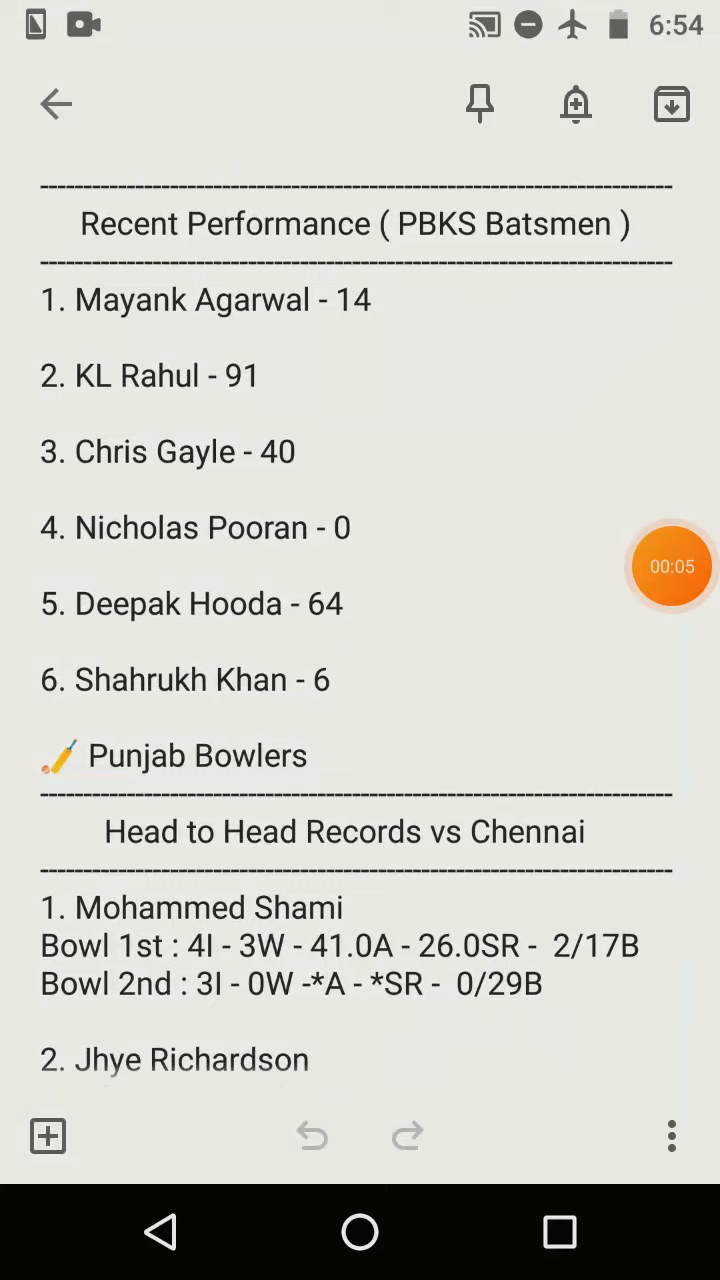 6:54
--------------------------------------------------------------------------
Recent Performance ( PBKS Batsmen )
--------------------------------------------------------------------------
1. Mayank Agarwal - 14
2. KL Rahul - 91
3. Chris Gayle - 40
4. Nicholas Pooran - 0
00:05
5. Deepak Hooda - 64
6. Shahrukh Khan - 6
🏏 Punjab Bowlers
--------------------------------------------------------------------------
Head to Head Records vs Chennai
--------------------------------------------------------------------------
1. Mohammed Shami
Bowl 1st : 4I - 3W - 41.0A - 26.0SR -  2/17B
Bowl 2nd : 3I - 0W -*A - *SR -  0/29B
2. Jhye Richardson